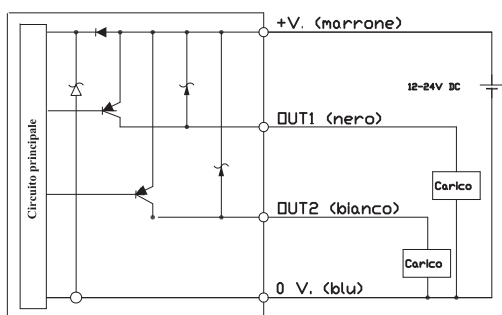 +V. (marrone)
12-24V DC
OUT1 (nero)
Circuito principale
Carico
OUT2 (bianco)
Carico
0 V. (blu)